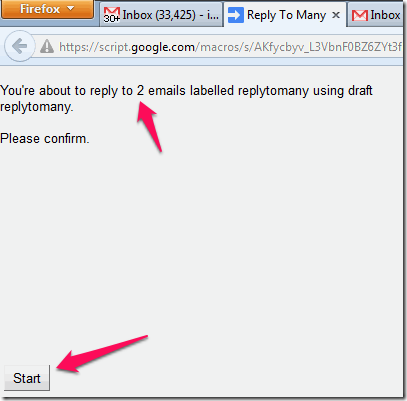 Firefox
30+ Inbox (33,425) - i... Reply To Many × Inbox
https://script.google.com/macros/s/AKfycbyv_L3VbnF0BZ6ZYt3f
You're about to reply to 2 emails labelled replytomany using draft
replytomany.
Please confirm.
Start